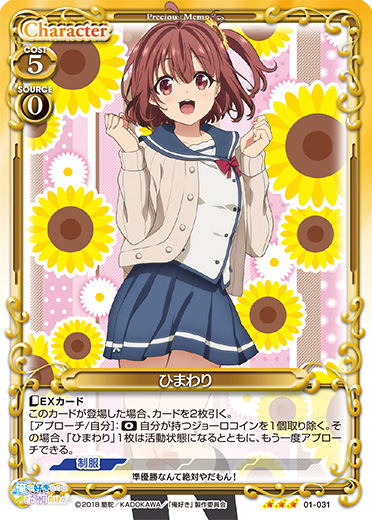 Precious Memories
Character
COST
5
SOURCE
0
ひまわり
EXカード
このカードが登場した場合、カードを2枚引く。
[アプローチ/自分]: 自分が持つジョーロコインを1個取り除く。そ
の場合、「ひまわり」1枚は活動状態になるとともに、もう一度アプロー
チできる。
制服
準優勝なんて絶対やだもん!
©2018 駱駝/KADOKAWA/「俺好き」製作委員会
01-031